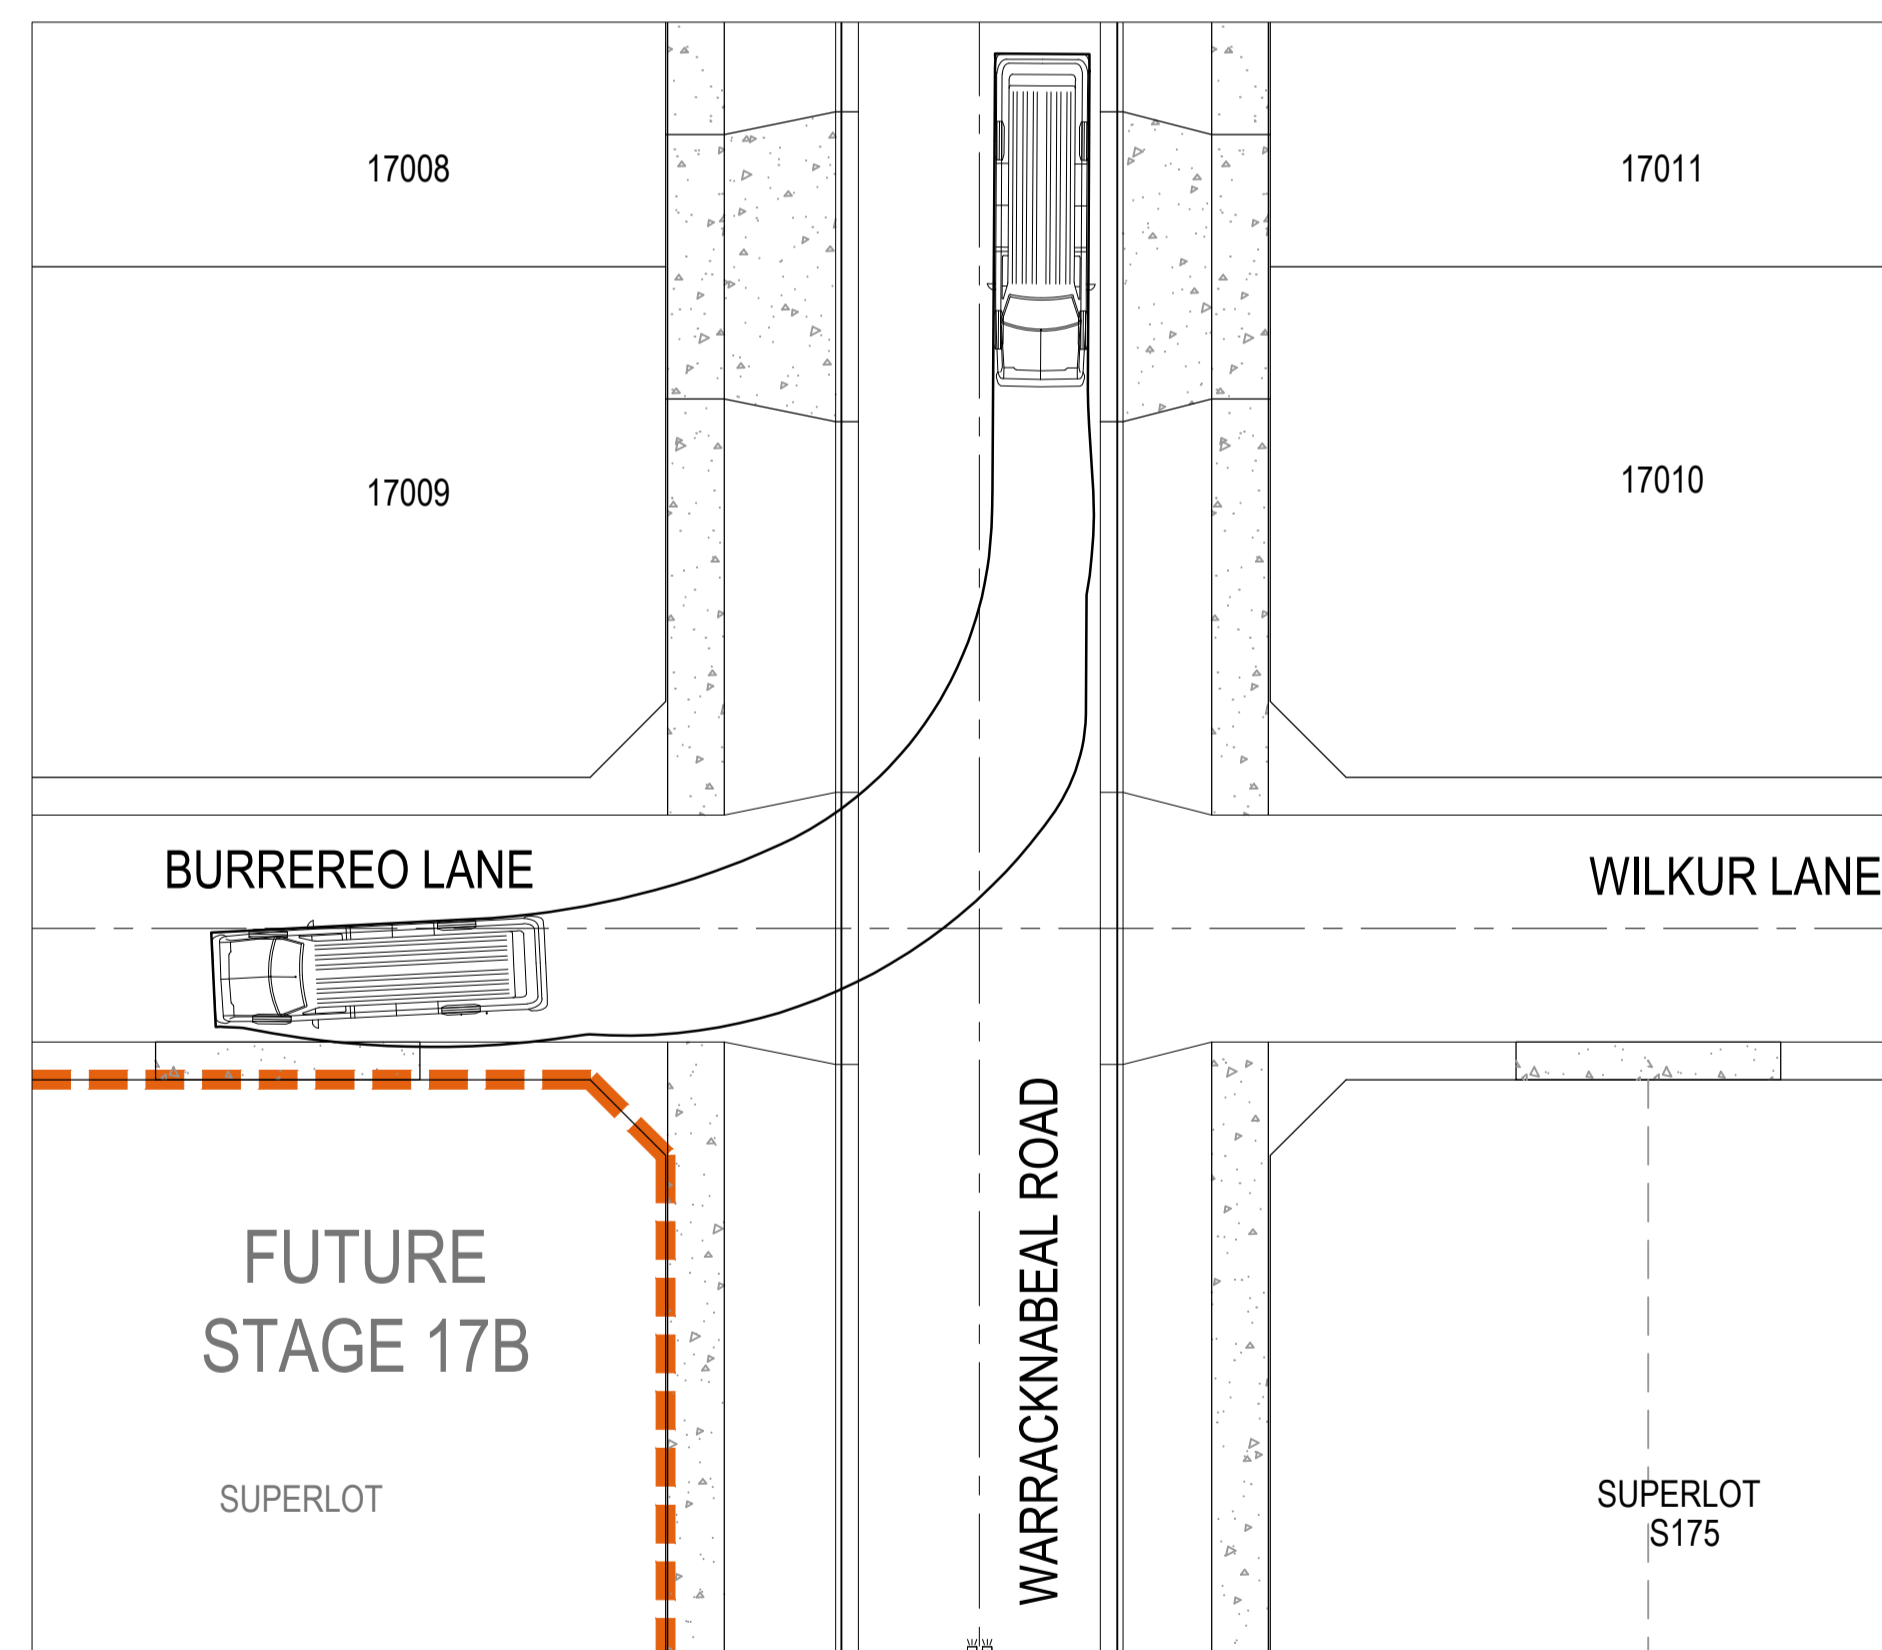 17008
17011
17009
17010
BURREREO LANE
WILKUR LANE
WARRACKNABEAL ROAD
FUTURE
STAGE 17B
SUPERLOT
SUPERLOT
S175